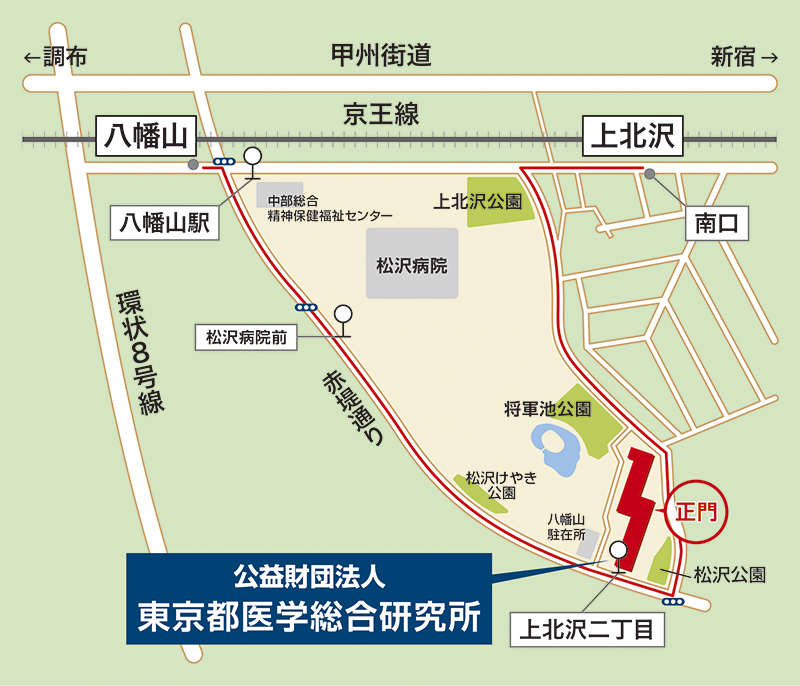 ←調布
甲州街道
新宿→
京王線
八幡山
上北沢
八幡山駅
中部総合
精神保健福祉センター
上北沢公園
南口
松沢病院
環状8号線
松沢病院前
赤堤通り
将軍池公園
松沢けやき
公園
八幡山
駐在所
正門
公益財団法人
東京都医学総合研究所
松沢公園
上北沢二丁目